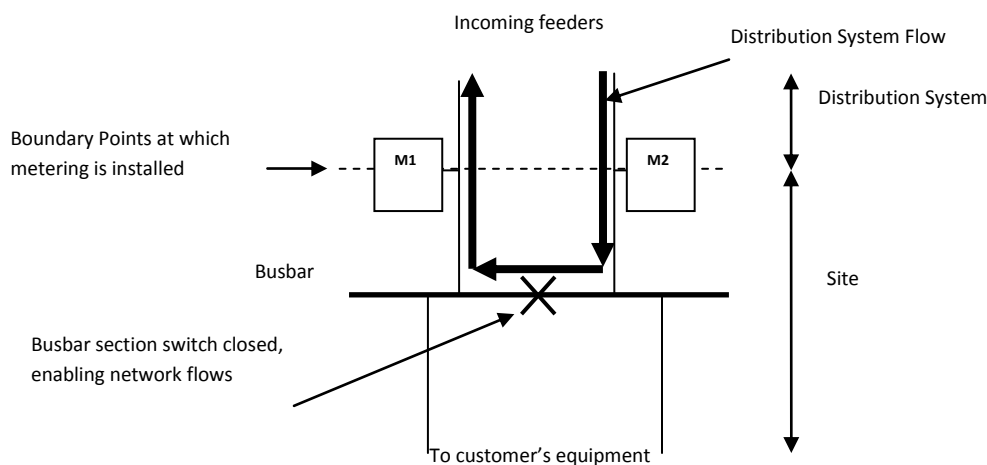 Incoming feeders
Distribution System Flow
Distribution System
Boundary Points at which
metering is installed
M1
M2
Busbar
Site
Busbar section switch closed,
enabling network flows
To customer’s equipment